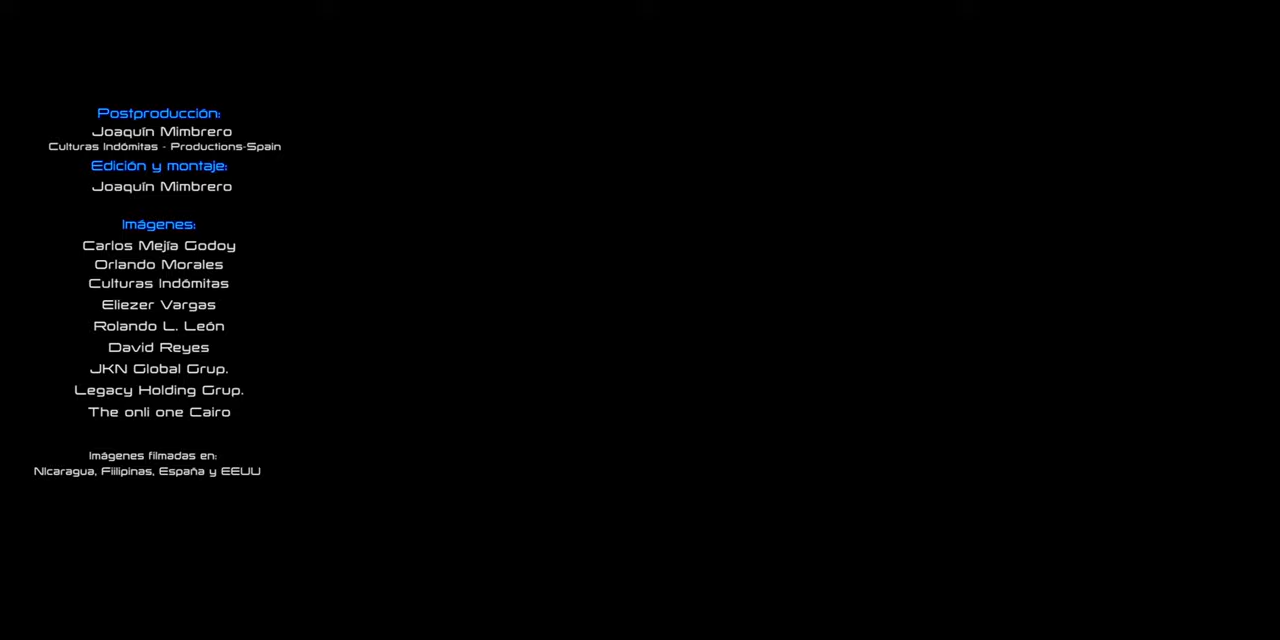 Postproducción:
Joaquín Mimbrero
Culturas Indómitas - Productions-Spain
Edición y montaje:
Joaquín Mimbrero
Imágenes:
Carlos Mejía Godoy
Orlando Morales
Culturas Indómitas
Eliezer Vargas
Rolando L. León
David Reyes
JKN Global Grup.
Legacy Holding Grup.
The onli one Cairo
Imágenes filmadas en:
NIcaragua, Fiilipinas, España y EEUU